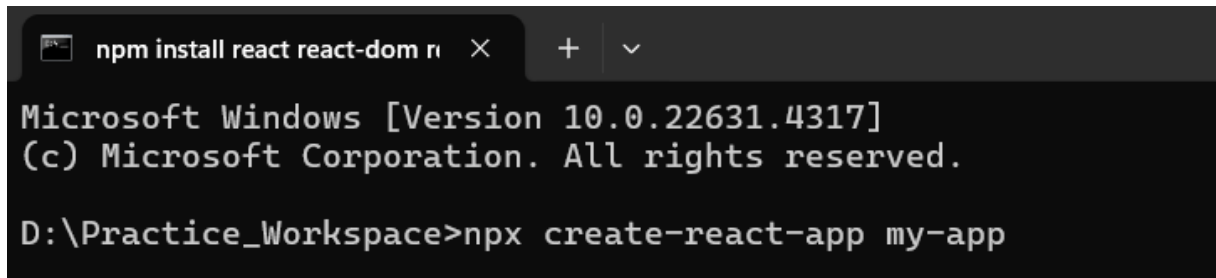 npm install react react-dom r
Microsoft Windows [Version 10.0.22631.4317]
(c) Microsoft Corporation. All rights reserved.
D:\Practice_Workspace>npx create-react-app my-app